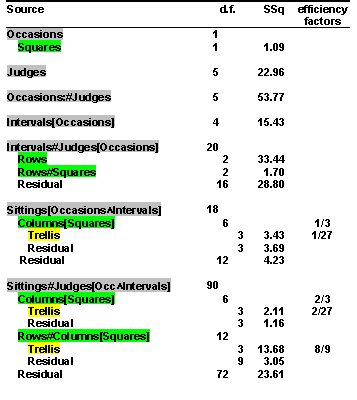 Source d.f. SSq efficiency
factors
Occasions 1
Squares 1 1.09
Judges 5 22.96
Occasions:#Judges 5 53.77
Intervals[Occasions] 4 15.43
Intervals#Judges[Occasions] 20
Rows 2 33.44
Rows#Squares 2 1.70
Residual 16 28.80
Sittings[Occasions∧Intervals] 18
Columns[Squares] 6 1/3
Trellis 3 3.43 1/27
Residual 3 3.69
Residual 12 4.23
Sittings#Judges[Occ∧Intervals] 90
Columns[Squares] 6 2/3
Trellis 3 2.11 2/27
Residual 3 1.16
Rows#Columns[Squares] 12
Trellis 3 13.68 8/9
Residual 9 3.05
Residual 72 23.61